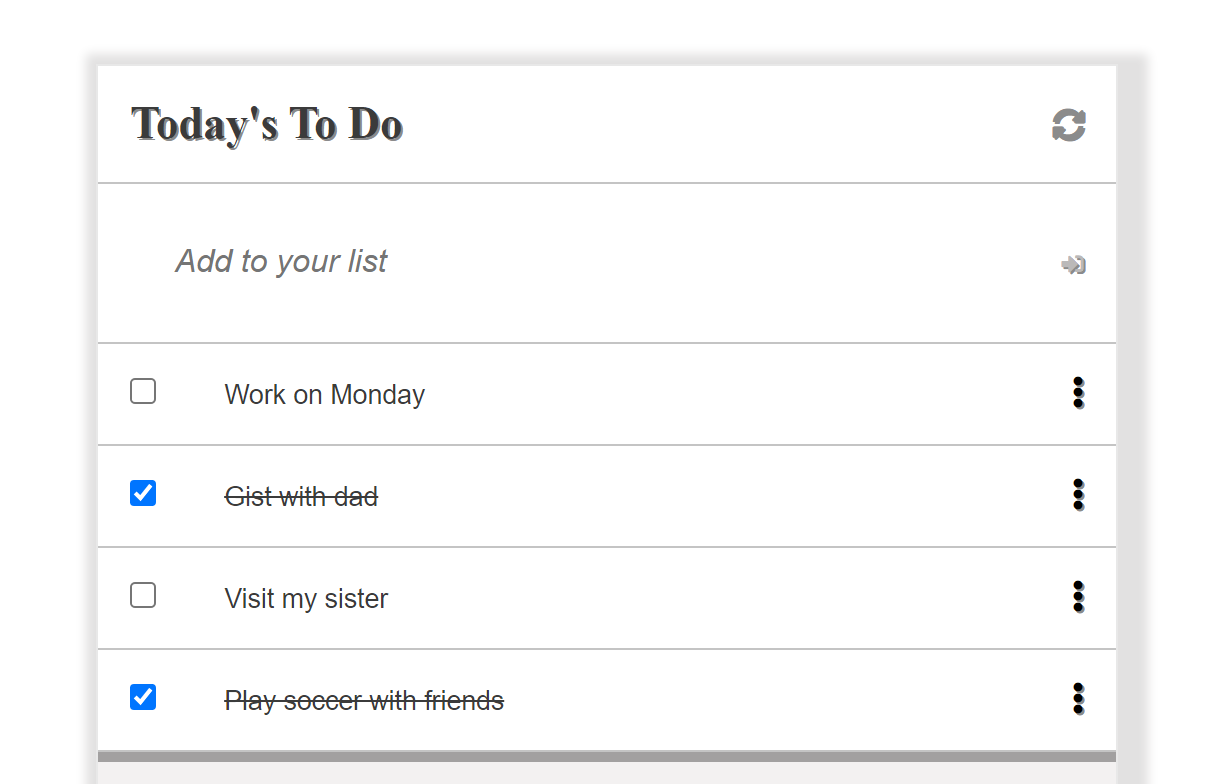 Today's To Do
Add to your list
Work on Monday
Gist with dad
Visit my sister
Play soccer with friends